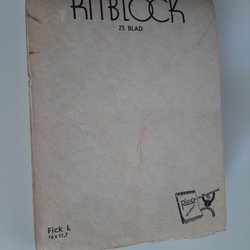 RITBLOCK
25 BLAD
Fick L
16x11,7